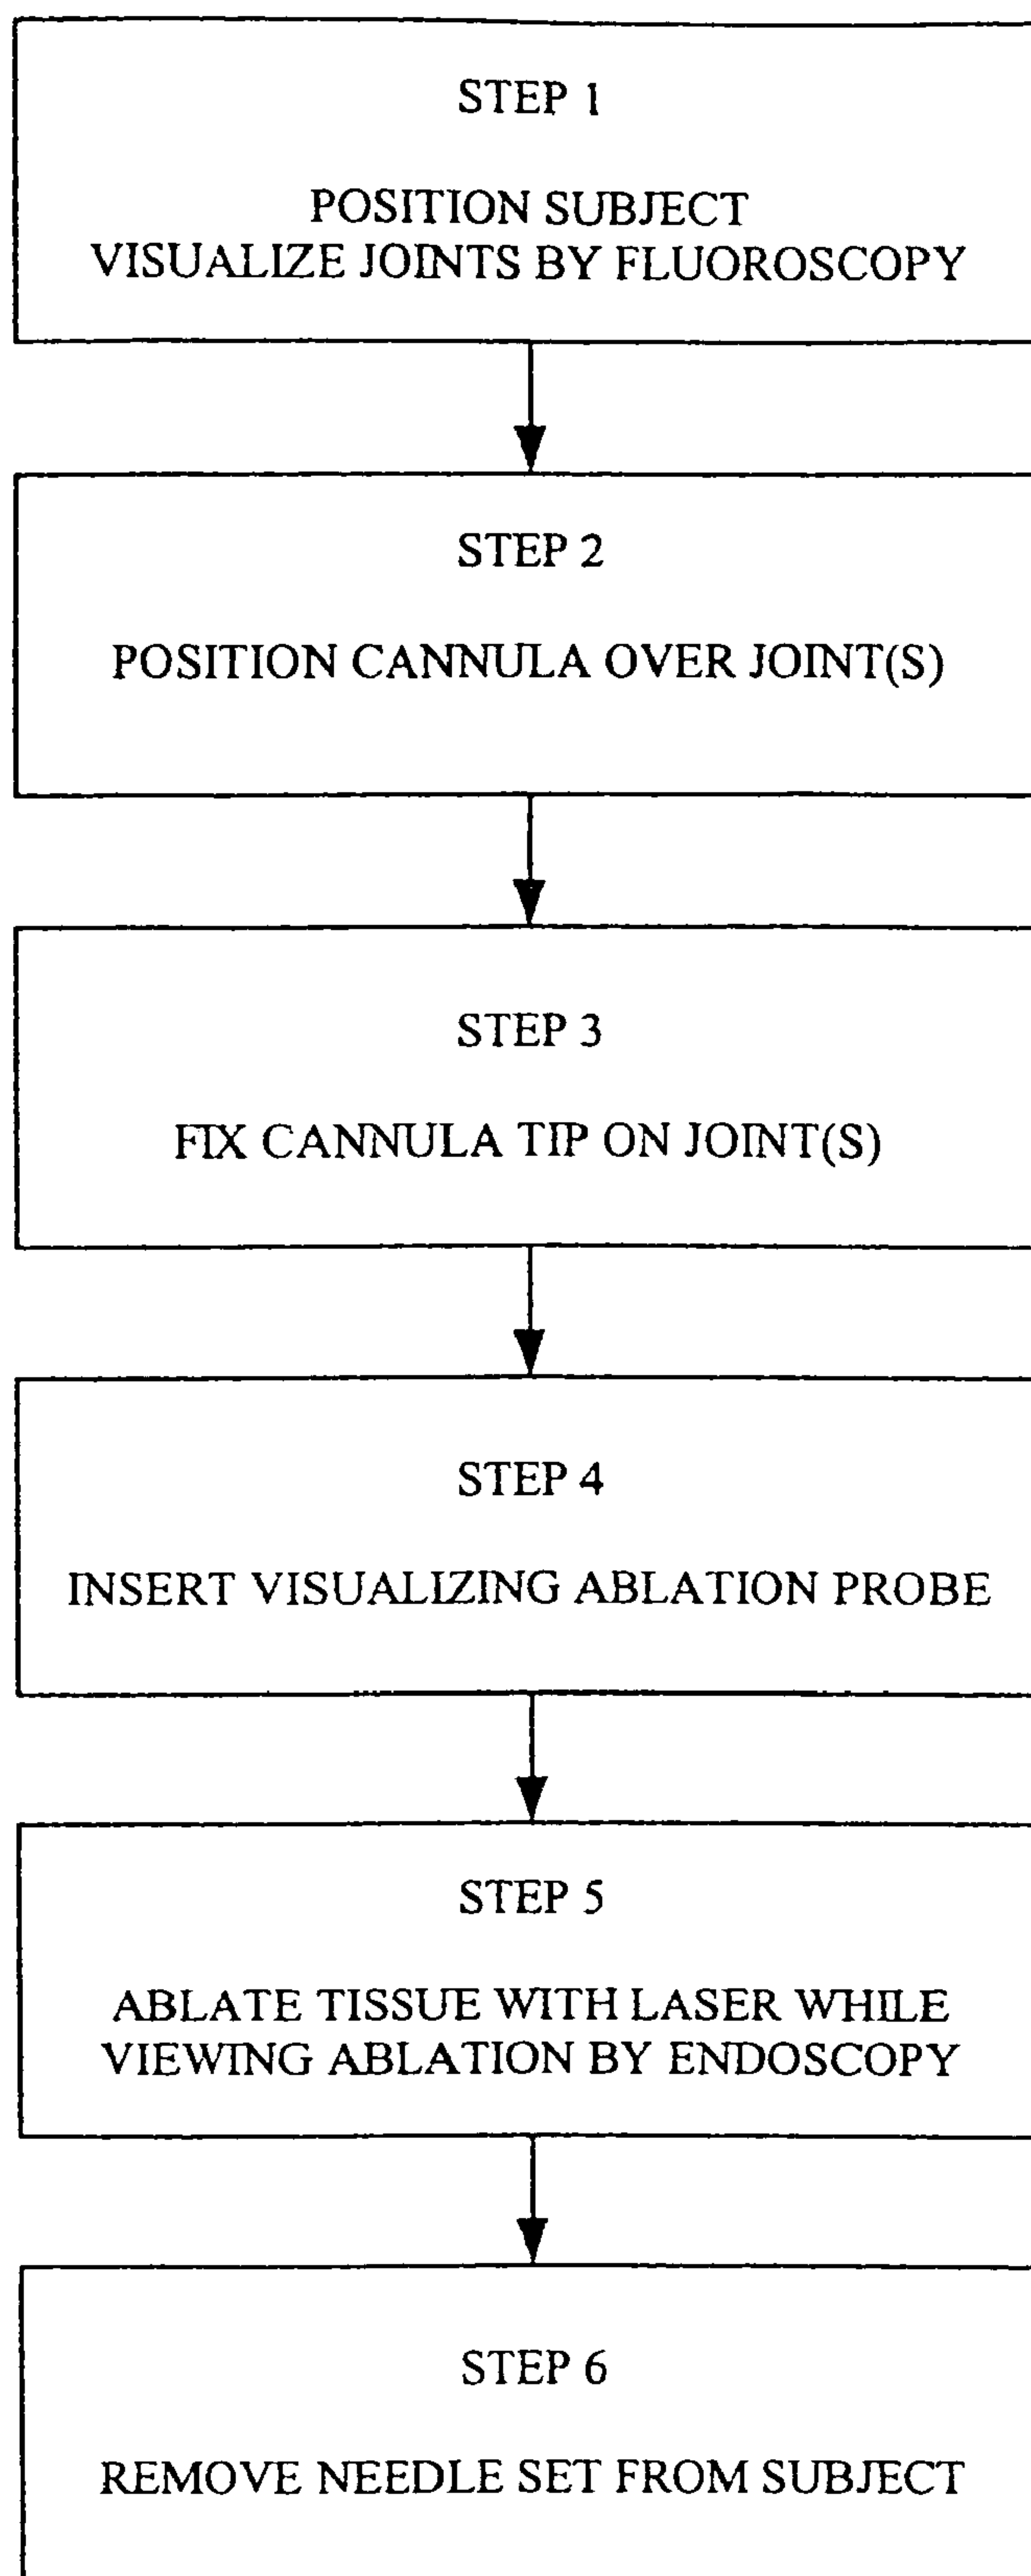 STEP 1
POSITION SUBJECT
VISUALIZE JOINTS BY FLUOROSCOPY
STEP 2
POSITION CANNULA OVER JOINT(S)
STEP 3
FIX CANNULA TIP ON JOINT(S)
STEP 4
INSERT VISUALIZING ABLATION PROBE
STEP 5
ABLATE TISSUE WITH LASER WHILE
VIEWING ABLATION BY ENDOSCOPY
STEP 6
REMOVE NEEDLE SET FROM SUBJECT